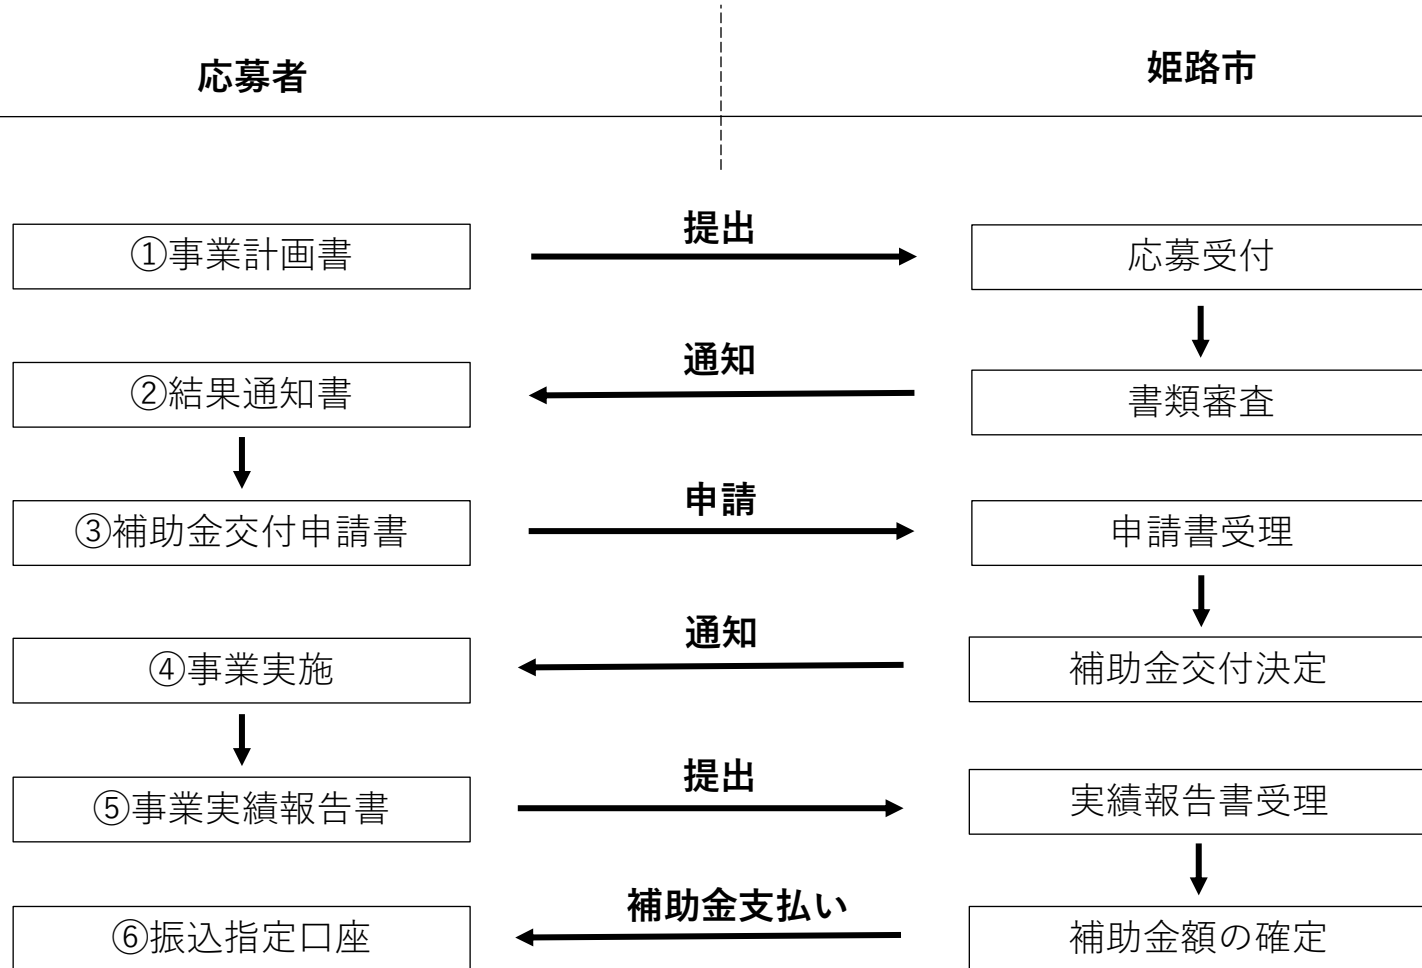 応募者
姫路市
提出
①事業計画書
応募受付
通知
②結果通知書
書類審査
申請
③補助金交付申請書
申請書受理
通知
④事業実施
補助金交付決定
提出
⑤事業実績報告書
実績報告書受理
補助金支払い
⑥振込指定口座
補助金額の確定